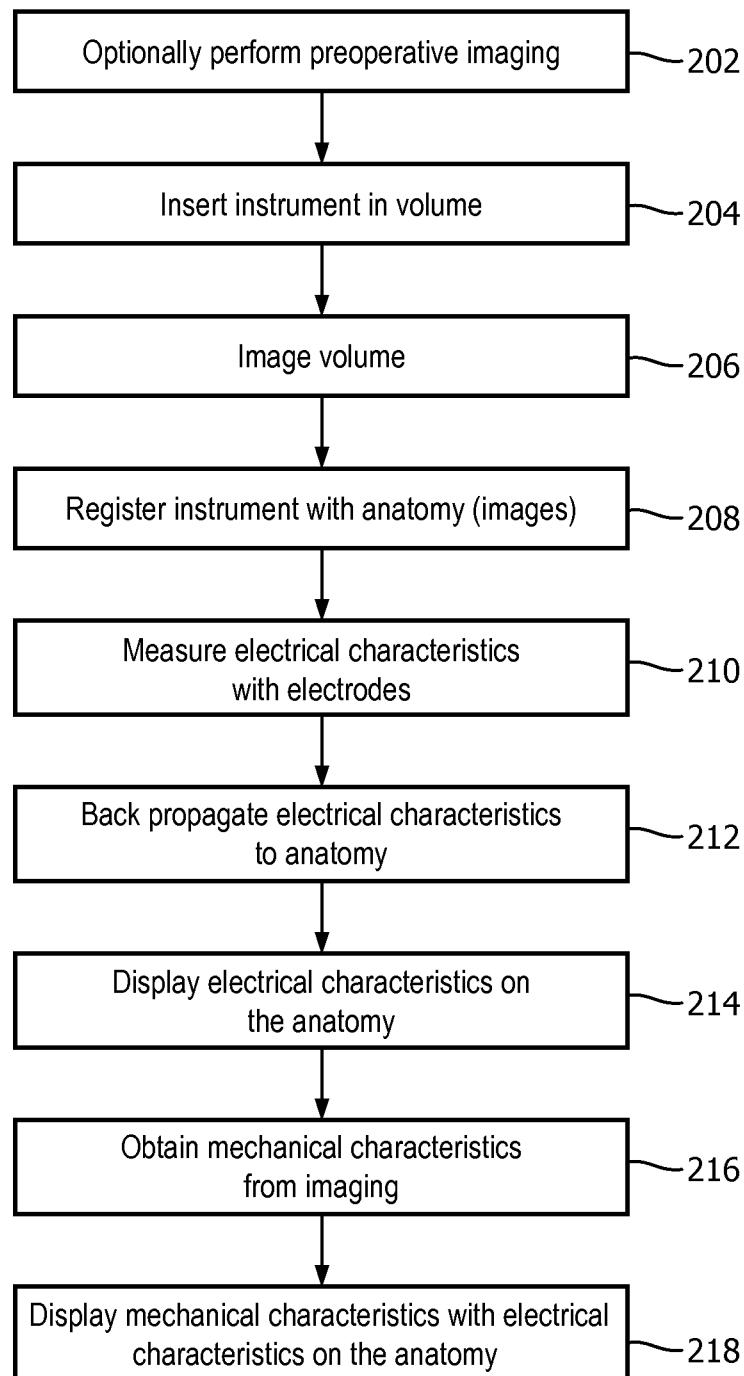 Optionally perform preoperative imaging
202
Insert instrument in volume
204
Image volume
206
Register instrument with anatomy (images)
208
Measure electrical characteristics
with electrodes
210
Back propagate electrical characteristics
to anatomy
212
Display electrical characteristics on
the anatomy
214
Obtain mechanical characteristics
from imaging
216
Display mechanical characteristics with electrical
characteristics on the anatomy
218